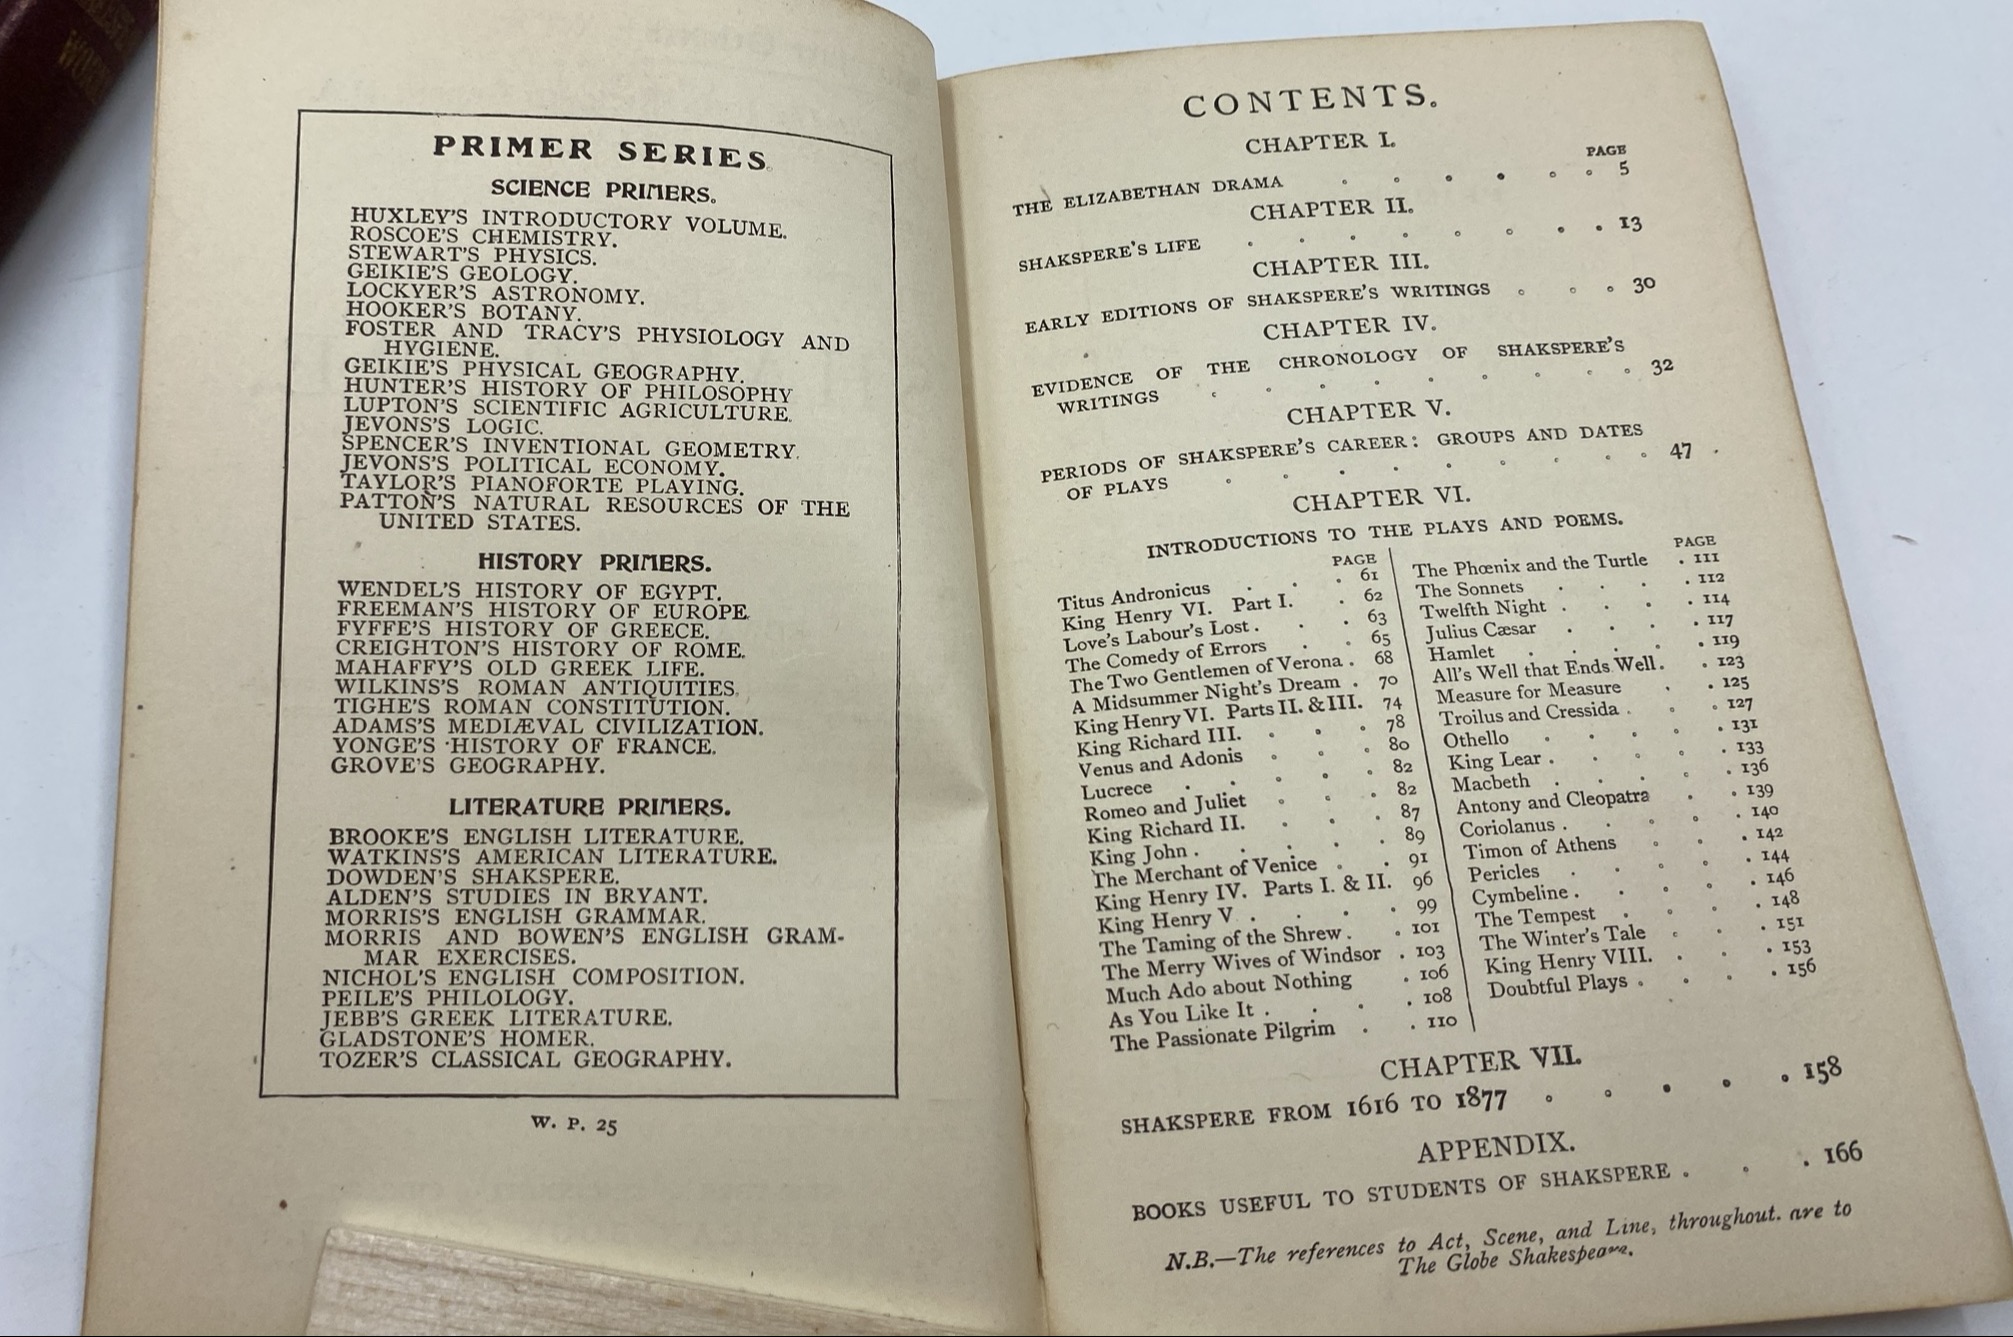 PRIMER SERIES.
SCIENCE PRIMERS.
HUXLEY'S INTRODUCTORY VOLUME.
ROSCOE'S CHEMISTRY.
STEWART'S PHYSICS.
GEIKIE'S GEOLOGY.
LOCKYER'S ASTRONOMY.
HOOKER'S BOTANY.
FOSTER AND TRACY'S PHYSIOLOGY AND
HYGIENE.
GEIKIE'S PHYSICAL GEOGRAPHY.
HUNTER'S HISTORY OF PHILOSOPHY
LUPTON'S SCIENTIFIC AGRICULTURE.
JEVONS'S LOGIC.
SPENCER'S INVENTIONAL GEOMETRY.
JEVONS'S POLITICAL ECONOMY.
TAYLOR'S PIANOFORTE PLAYING.
PATTON'S NATURAL RESOURCES OF THE
UNITED STATES.
HISTORY PRIMERS.
WENDEL'S HISTORY OF EGYPT.
FREEMAN'S HISTORY OF EUROPE.
FYFFE'S HISTORY OF GREECE.
CREIGHTON'S HISTORY OF ROME.
MAHAFFY'S OLD GREEK LIFE.
WILKINS'S ROMAN ANTIQUITIES.
TIGHE'S ROMAN CONSTITUTION.
ADAMS'S MEDIÆVAL CIVILIZATION.
YONGE'S HISTORY OF FRANCE.
GROVE'S GEOGRAPHY.
LITERATURE PRIMERS.
BROOKE'S ENGLISH LITERATURE.
WATKINS'S AMERICAN LITERATURE.
DOWDEN'S SHAKSPERE.
ALDEN'S STUDIES IN BRYANT.
MORRIS'S ENGLISH GRAMMAR.
MORRIS AND BOWEN'S ENGLISH GRAM-
MAR EXERCISES.
NICHOL'S ENGLISH COMPOSITION.
PEILE'S PHILOLOGY.
JEBB'S GREEK LITERATURE.
GLADSTONE'S HOMER.
TOZER'S CLASSICAL GEOGRAPHY.
W. P. 25
CONTENTS.
CHAPTER I.
PAGE
THE ELIZABETHAN DRAMA . . . . . . 5
CHAPTER II.
SHAKSPERE'S LIFE . . . . . . . . 13
CHAPTER III.
EARLY EDITIONS OF SHAKSPERE'S WRITINGS . . . 30
CHAPTER IV.
EVIDENCE OF THE CHRONOLOGY OF SHAKSPERE'S
WRITINGS . . . . . . . . . 32
CHAPTER V.
PERIODS OF SHAKSPERE'S CAREER: GROUPS AND DATES
OF PLAYS . . . . . . . . . 47
CHAPTER VI.
INTRODUCTIONS TO THE PLAYS AND POEMS.
PAGE
Titus Andronicus . . . 61
King Henry VI. Part I. . 62
Love's Labour's Lost . . . 63
The Comedy of Errors . . 65
The Two Gentlemen of Verona . 68
A Midsummer Night's Dream . 70
King Henry VI. Parts II. & III. 74
King Richard III. . . . 78
Venus and Adonis . . . 80
Lucrece . . . . 82
Romeo and Juliet . . . 82
King Richard II. . . . 87
King John . . . . 89
The Merchant of Venice . . 91
King Henry IV. Parts I. & II. 96
King Henry V . . . . 99
The Taming of the Shrew . . 101
The Merry Wives of Windsor . 103
Much Ado about Nothing . 106
As You Like It . . . . 108
The Passionate Pilgrim . . 110
PAGE
The Phœnix and the Turtle . 111
The Sonnets . . . . 112
Twelfth Night . . . . 114
Julius Cæsar . . . . 117
Hamlet . . . . . 119
All's Well that Ends Well . . 123
Measure for Measure . . 125
Troilus and Cressida . . . 127
Othello . . . . . 131
King Lear . . . . . 133
Macbeth . . . . . 136
Antony and Cleopatra . . 139
Coriolanus . . . . . 140
Timon of Athens . . . 142
Pericles . . . . . 144
Cymbeline . . . . . 146
The Tempest . . . . 148
The Winter's Tale . . . 151
King Henry VIII. . . . 153
Doubtful Plays . . . . 156
CHAPTER VII.
SHAKSPERE FROM 1616 TO 1877 . . . . . 158
APPENDIX.
BOOKS USEFUL TO STUDENTS OF SHAKSPERE . . . 166
N.B.—The references to Act, Scene, and Line, throughout. are to
The Globe Shakespeare.